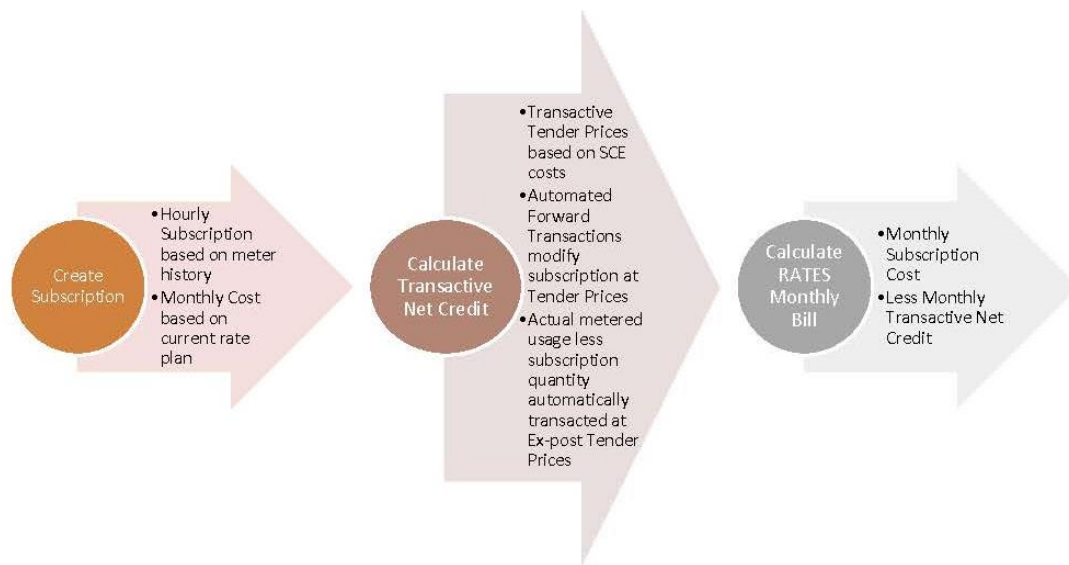 Create
Subscription
•Hourly
Subscription
based on meter
history
•Monthly Cost
based on
current rate
plan
Calculate
Transactive
Net Credit
•Transactive
Tender Prices
based on SCE
costs
•Automated
Forward
Transactions
modify
subscription at
Tender Prices
•Actual metered
usage less
subscription
quantity
automatically
transacted at
Ex-post Tender
Prices
Calculate
RATES
Monthly
Bill
•Monthly
Subscription
Cost
•Less Monthly
Transactive Net
Credit